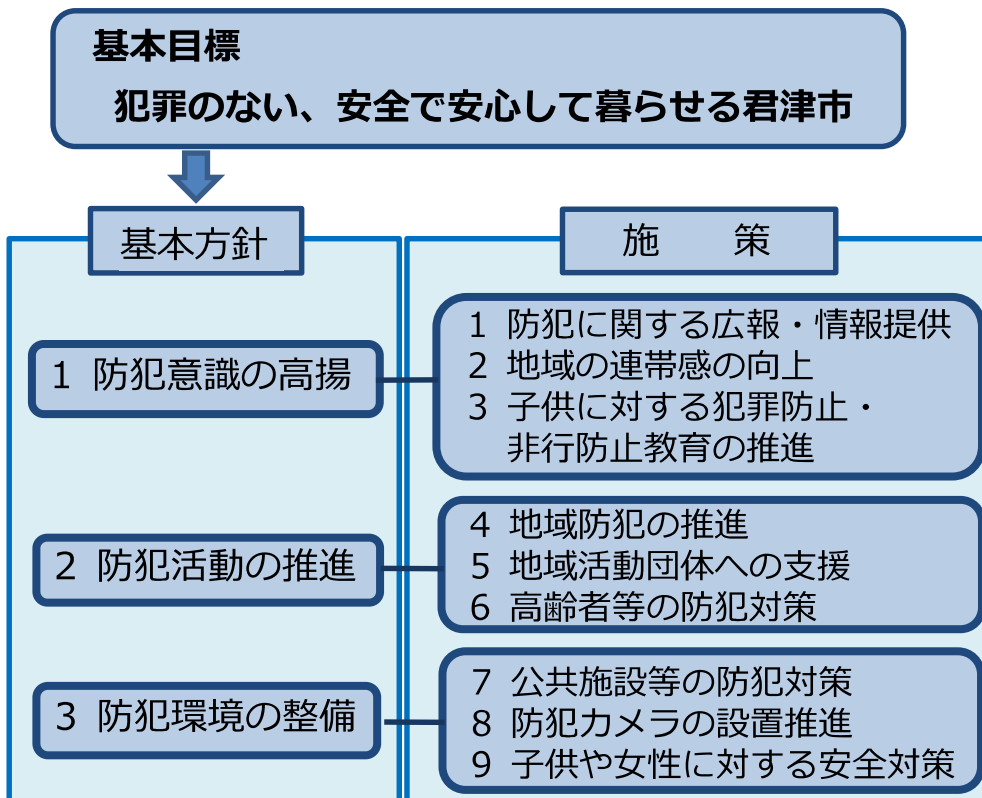 基本目標
犯罪のない、安全で安心して暮らせる君津市
基本方針
施　　策
1 防犯意識の高揚
1 防犯に関する広報・情報提供
2 地域の連帯感の向上
3 子供に対する犯罪防止・
非行防止教育の推進
2 防犯活動の推進
4 地域防犯の推進
5 地域活動団体への支援
6 高齢者等の防犯対策
3 防犯環境の整備
7 公共施設等の防犯対策
8 防犯カメラの設置推進
9 子供や女性に対する安全対策